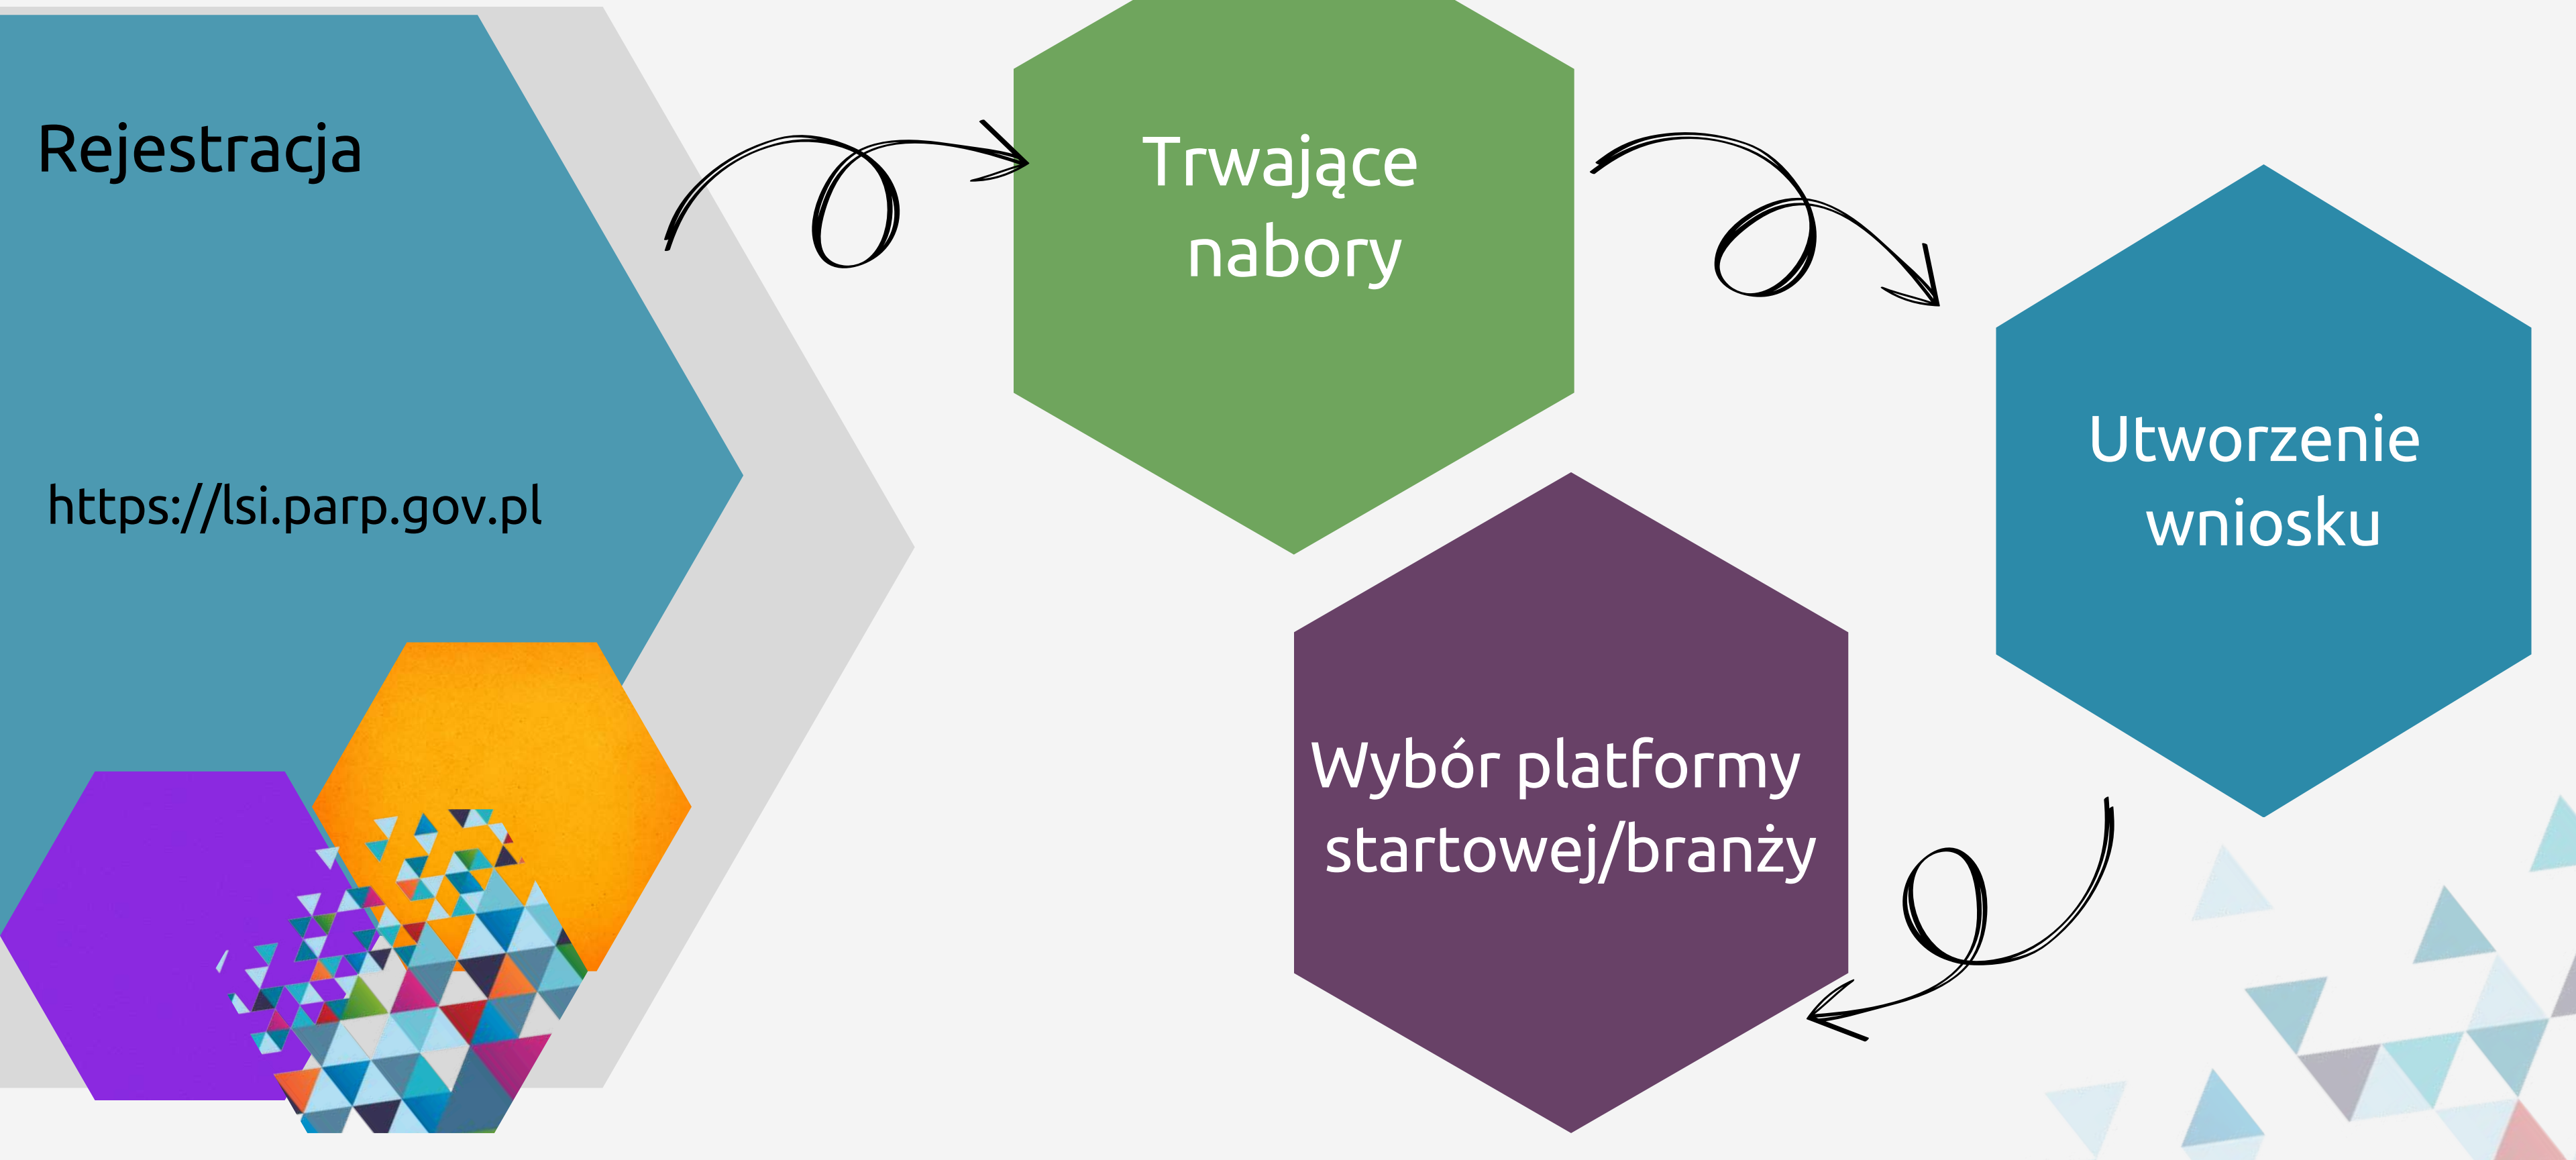 Rejestracja
https://lsi.parp.gov.pl
Trwające
nabory
Utworzenie
wniosku
Wybór platformy
startowej/branży